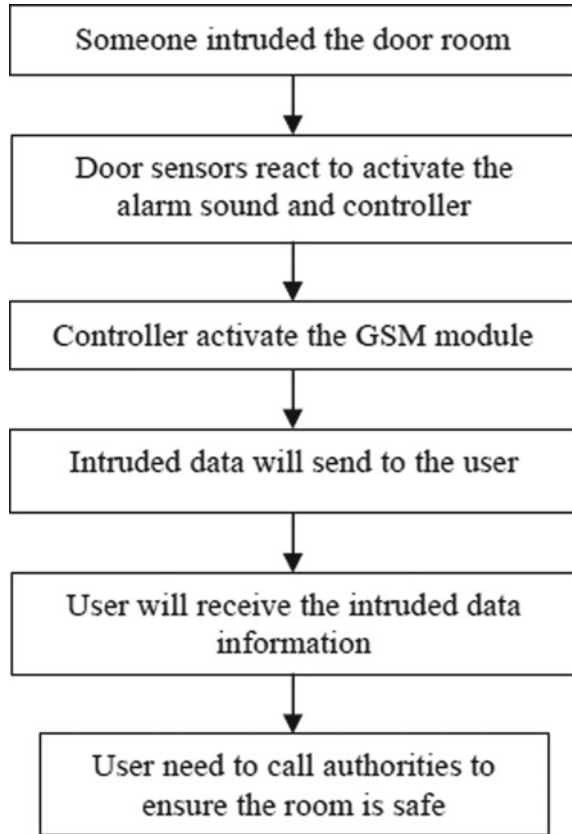 Someone intruded the door room
Door sensors react to activate the
alarm sound and controller
Controller activate the GSM module
Intruded data will send to the user
User will receive the intruded data
information
User need to call authorities to
ensure the room is safe